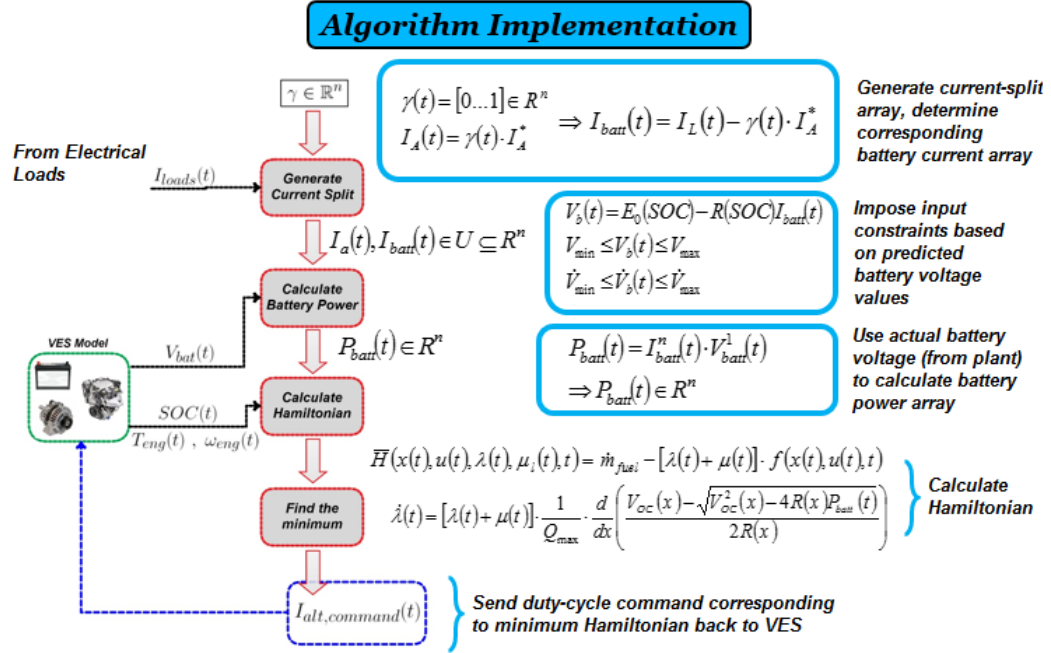 Algorithm Implementation
γ ∈ ℝⁿ
γ(t) = [0...1] ∈ Rⁿ
I_A(t) = γ(t)·I_A^*
⇒ I_batt(t) = I_L(t) − γ(t)·I_A^*
Generate current-split
array, determine
corresponding
battery current array
From Electrical
Loads
I_loads(t)
Generate
Current Split
I_a(t), I_batt(t) ∈ U ⊆ Rⁿ
V_b(t) = E_0(SOC) − R(SOC)I_batt(t)
V_min ≤ V_b(t) ≤ V_max
V̇_min ≤ V̇_b(t) ≤ V̇_max
Impose input
constraints based
on predicted
battery voltage
values
Calculate
Battery Power
VES Model
V_bat(t)
P_batt(t) ∈ Rⁿ
P_batt(t) = I_batt^n(t)·V_batt^1(t)
⇒ P_batt(t) ∈ Rⁿ
Use actual battery
voltage (from plant)
to calculate battery
power array
Calculate
Hamiltonian
SOC(t)
T_eng(t) , ω_eng(t)
H̅(x(t), u(t), λ(t), μ_i(t), t) = ṁ_fuel − [λ(t) + μ(t)]· f(x(t), u(t), t)
λ̇(t) = [λ(t) + μ(t)]· 1/Q_max · d/dx ( (V_OC(x) − √(V_OC^2(x) − 4R(x)P_batt(t))) / 2R(x) )
Calculate
Hamiltonian
Find the
minimum
I_alt,command(t)
Send duty-cycle command corresponding
to minimum Hamiltonian back to VES